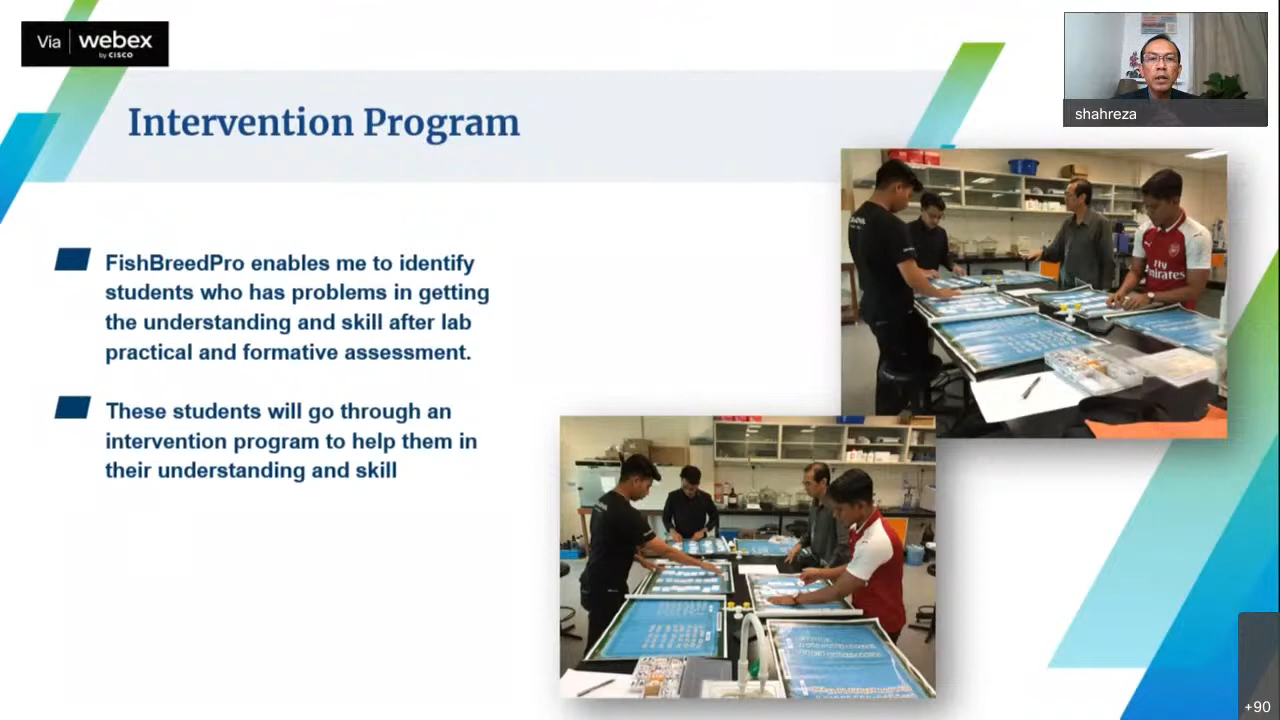 Via webex
by CISCO
shahreza
Intervention Program
FishBreedPro enables me to identify
students who has problems in getting
the understanding and skill after lab
practical and formative assessment.
These students will go through an
intervention program to help them in
their understanding and skill
Fly
Emirates
+90